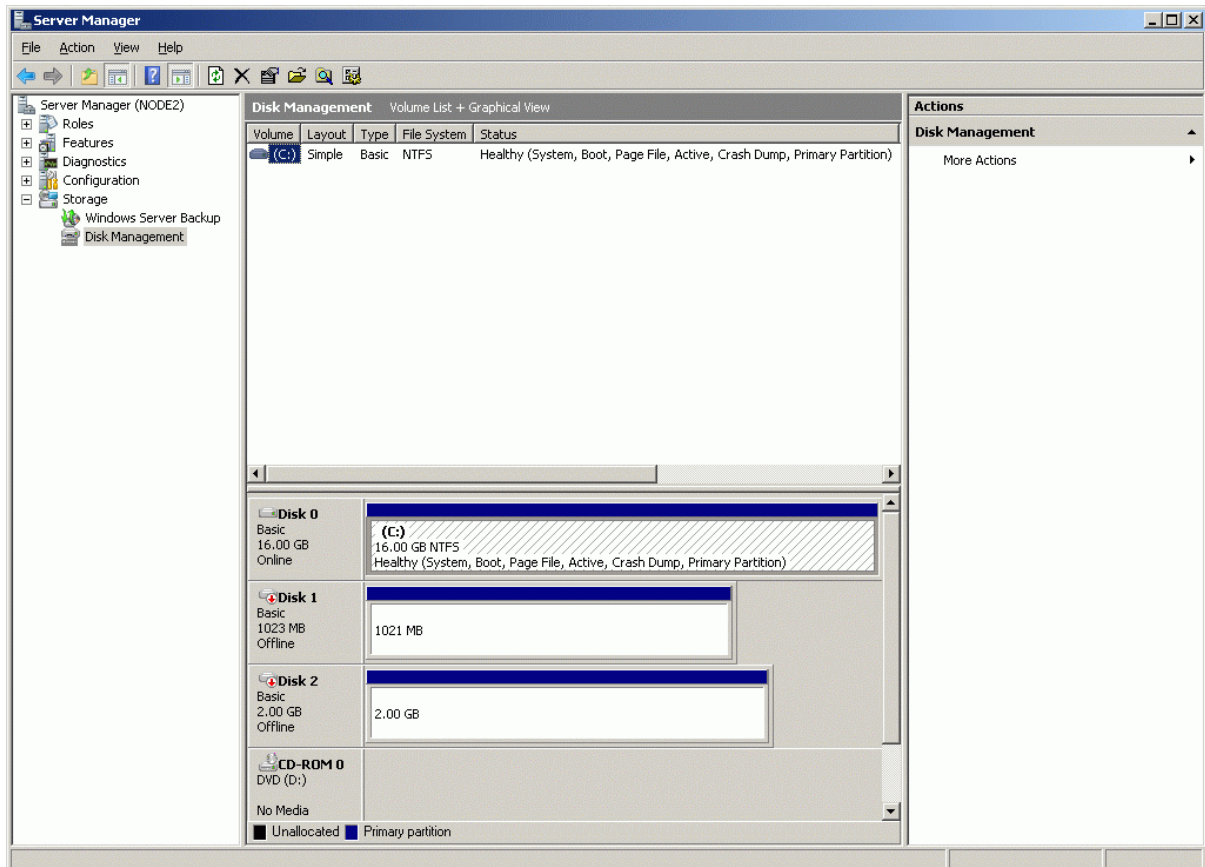 Server Manager
File Action View Help
Server Manager (NODE2)
Roles
Features
Diagnostics
Configuration
Storage
Windows Server Backup
Disk Management
Disk Management Volume List + Graphical View
Volume Layout Type File System Status
(C:) Simple Basic NTFS Healthy (System, Boot, Page File, Active, Crash Dump, Primary Partition)
Disk 0
Basic
16.00 GB
Online
(C:)
16.00 GB NTFS
Healthy (System, Boot, Page File, Active, Crash Dump, Primary Partition)
Disk 1
Basic
1023 MB
Offline
1021 MB
Disk 2
Basic
2.00 GB
Offline
2.00 GB
CD-ROM 0
DVD (D:)
No Media
Unallocated Primary partition
Actions
Disk Management
More Actions